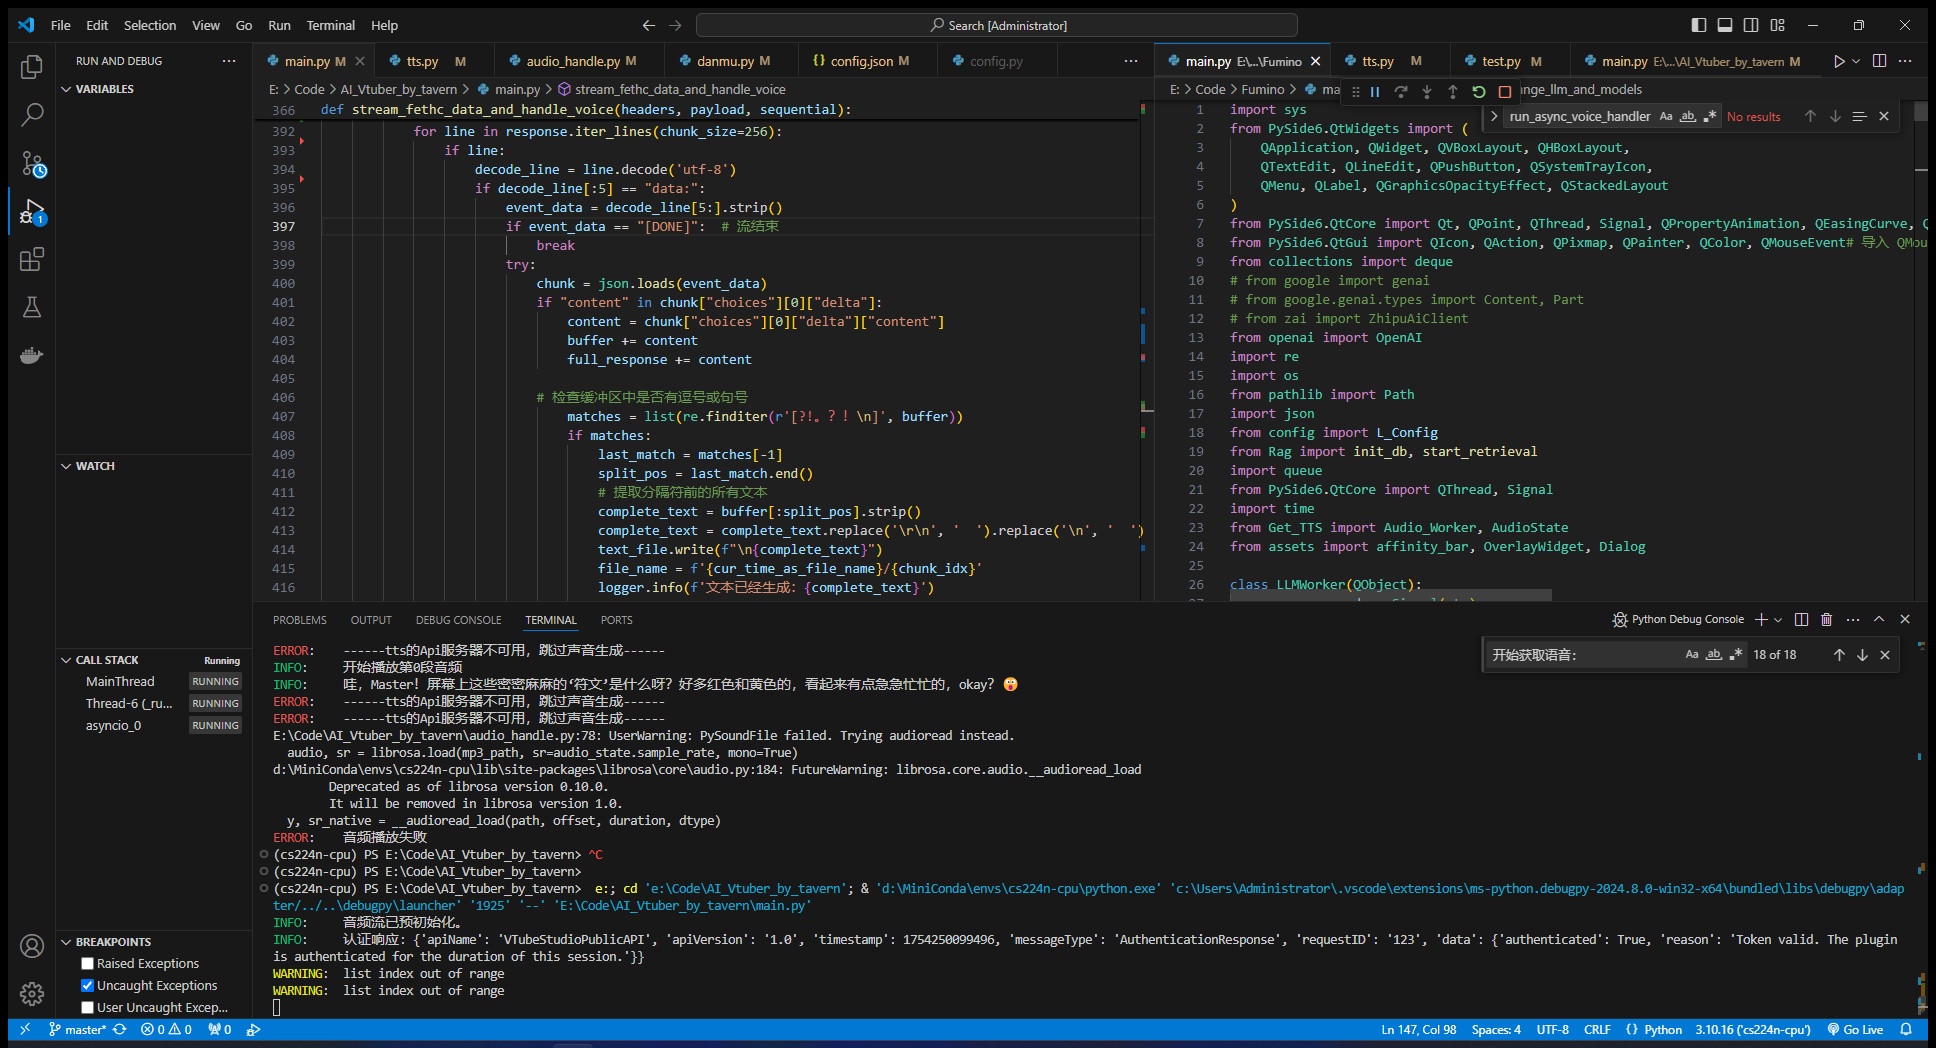 File Edit Selection View Go Run Terminal Help
Search [Administrator]
RUN AND DEBUG
VARIABLES
WATCH
CALL STACK Running
MainThread RUNNING
Thread-6 (_ru... RUNNING
asyncio_0 RUNNING
BREAKPOINTS
Raised Exceptions
Uncaught Exceptions
User Uncaught Excep...
main.py M tts.py M audio_handle.py M danmu.py M config.json M config.py
E: > Code > AI_Vtuber_by_tavern > main.py > stream_fethc_data_and_handle_voice
366 def stream_fethc_data_and_handle_voice(headers, payload, sequential):
392 for line in response.iter_lines(chunk_size=256):
393 if line:
394 decode_line = line.decode('utf-8')
395 if decode_line[:5] == "data:":
396 event_data = decode_line[5:].strip()
397 if event_data == "[DONE]":  # 流结束
398 break
399 try:
400 chunk = json.loads(event_data)
401 if "content" in chunk["choices"][0]["delta"]:
402 content = chunk["choices"][0]["delta"]["content"]
403 buffer += content
404 full_response += content
405
406 # 检查缓冲区中是否有逗号或句号
407 matches = list(re.finditer(r'[?!。？！\n]', buffer))
408 if matches:
409 last_match = matches[-1]
410 split_pos = last_match.end()
411 # 提取分隔符前的所有文本
412 complete_text = buffer[:split_pos].strip()
413 complete_text = complete_text.replace('\r\n', '  ').replace('\n', '  ')
414 text_file.write(f"\n{complete_text}")
415 file_name = f'{cur_time_as_file_name}/{chunk_idx}'
416 logger.info(f'文本已经生成: {complete_text}')
main.py E:\...\Fumino tts.py M test.py M main.py E:\...\AI_Vtuber_by_tavern M
E: > Code > Fumino > ma nge_llm_and_models
run_async_voice_handler Aa ab .* No results
1 import sys
2 from PySide6.QtWidgets import (
3 QApplication, QWidget, QVBoxLayout, QHBoxLayout,
4 QTextEdit, QLineEdit, QPushButton, QSystemTrayIcon,
5 QMenu, QLabel, QGraphicsOpacityEffect, QStackedLayout
6 )
7 from PySide6.QtCore import Qt, QPoint, QThread, Signal, QPropertyAnimation, QEasingCurve, Q
8 from PySide6.QtGui import QIcon, QAction, QPixmap, QPainter, QColor, QMouseEvent# 导入 QMou
9 from collections import deque
10 # from google import genai
11 # from google.genai.types import Content, Part
12 # from zai import ZhipuAiClient
13 from openai import OpenAI
14 import re
15 import os
16 from pathlib import Path
17 import json
18 from config import L_Config
19 from Rag import init_db, start_retrieval
20 import queue
21 from PySide6.QtCore import QThread, Signal
22 import time
23 from Get_TTS import Audio_Worker, AudioState
24 from assets import affinity_bar, OverlayWidget, Dialog
25
26 class LLMWorker(QObject):
PROBLEMS OUTPUT DEBUG CONSOLE TERMINAL PORTS
Python Debug Console
开始获取语音: Aa ab .* 18 of 18
ERROR: ------tts的Api服务器不可用, 跳过声音生成------
INFO: 开始播放第0段音频
INFO: 哇, Master! 屏幕上这些密密麻麻的‘符文’是什么呀? 好多红色和黄色的, 看起来有点急急忙忙的, okay? 😲
ERROR: ------tts的Api服务器不可用, 跳过声音生成------
ERROR: ------tts的Api服务器不可用, 跳过声音生成------
E:\Code\AI_Vtuber_by_tavern\audio_handle.py:78: UserWarning: PySoundFile failed. Trying audioread instead.
audio, sr = librosa.load(mp3_path, sr=audio_state.sample_rate, mono=True)
d:\MiniConda\envs\cs224n-cpu\lib\site-packages\librosa\core\audio.py:184: FutureWarning: librosa.core.audio.__audioread_load
Deprecated as of librosa version 0.10.0.
It will be removed in librosa version 1.0.
y, sr_native = __audioread_load(path, offset, duration, dtype)
ERROR: 音频播放失败
(cs224n-cpu) PS E:\Code\AI_Vtuber_by_tavern> ^C
(cs224n-cpu) PS E:\Code\AI_Vtuber_by_tavern>
(cs224n-cpu) PS E:\Code\AI_Vtuber_by_tavern>  e:; cd 'e:\Code\AI_Vtuber_by_tavern'; & 'd:\MiniConda\envs\cs224n-cpu\python.exe' 'c:\Users\Administrator\.vscode\extensions\ms-python.debugpy-2024.8.0-win32-x64\bundled\libs\debugpy\adap
ter/../..\debugpy\launcher' '1925' '--' 'E:\Code\AI_Vtuber_by_tavern\main.py'
INFO: 音频流已预初始化。
INFO: 认证响应: {'apiName': 'VTubeStudioPublicAPI', 'apiVersion': '1.0', 'timestamp': 1754250099496, 'messageType': 'AuthenticationResponse', 'requestID': '123', 'data': {'authenticated': True, 'reason': 'Token valid. The plugin
is authenticated for the duration of this session.'}}
WARNING: list index out of range
WARNING: list index out of range
master* 0 0 0 Ln 147, Col 98 Spaces: 4 UTF-8 CRLF {} Python 3.10.16 ('cs224n-cpu') Go Live